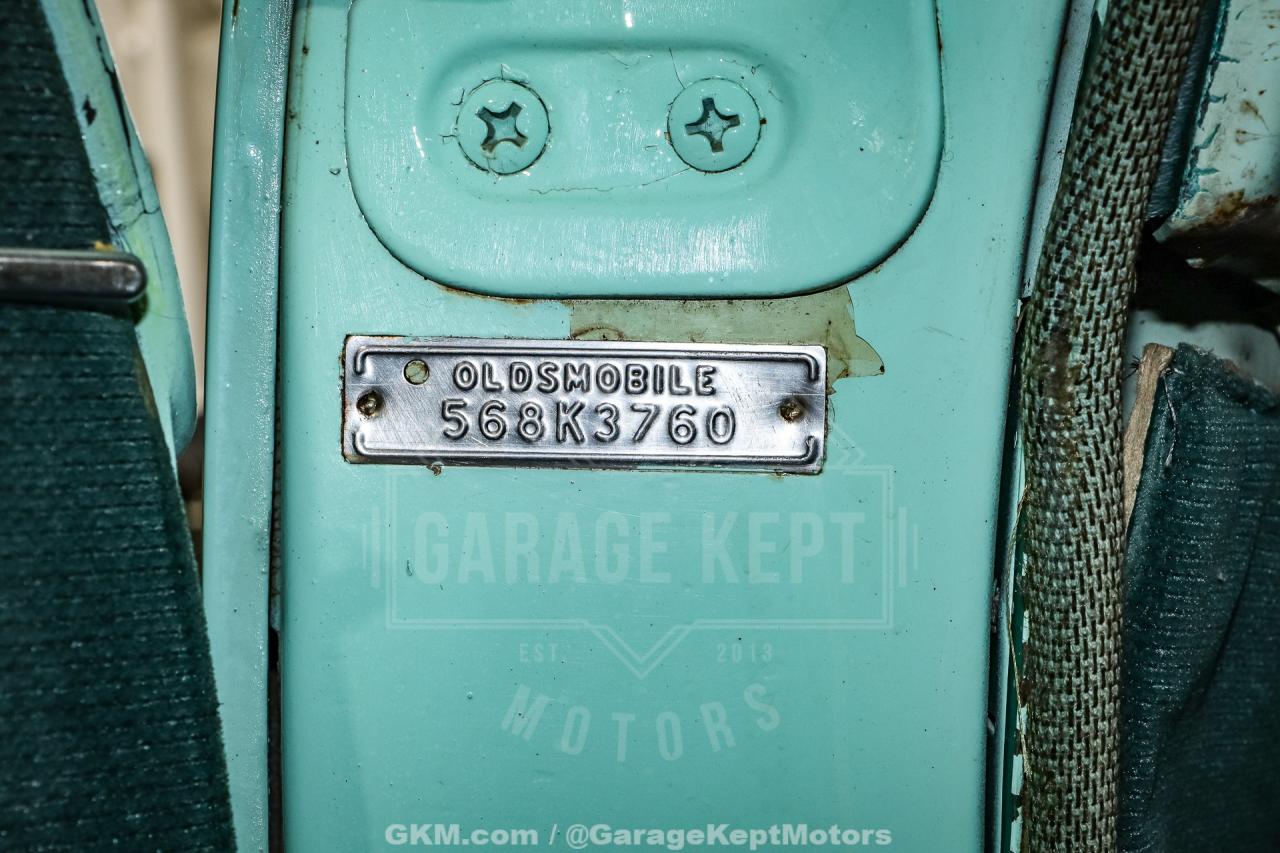 OLDSMOBILE
568K3760
GARAGE KEPT
EST. 2013
MOTORS
GKM.com / @GarageKeptMotors